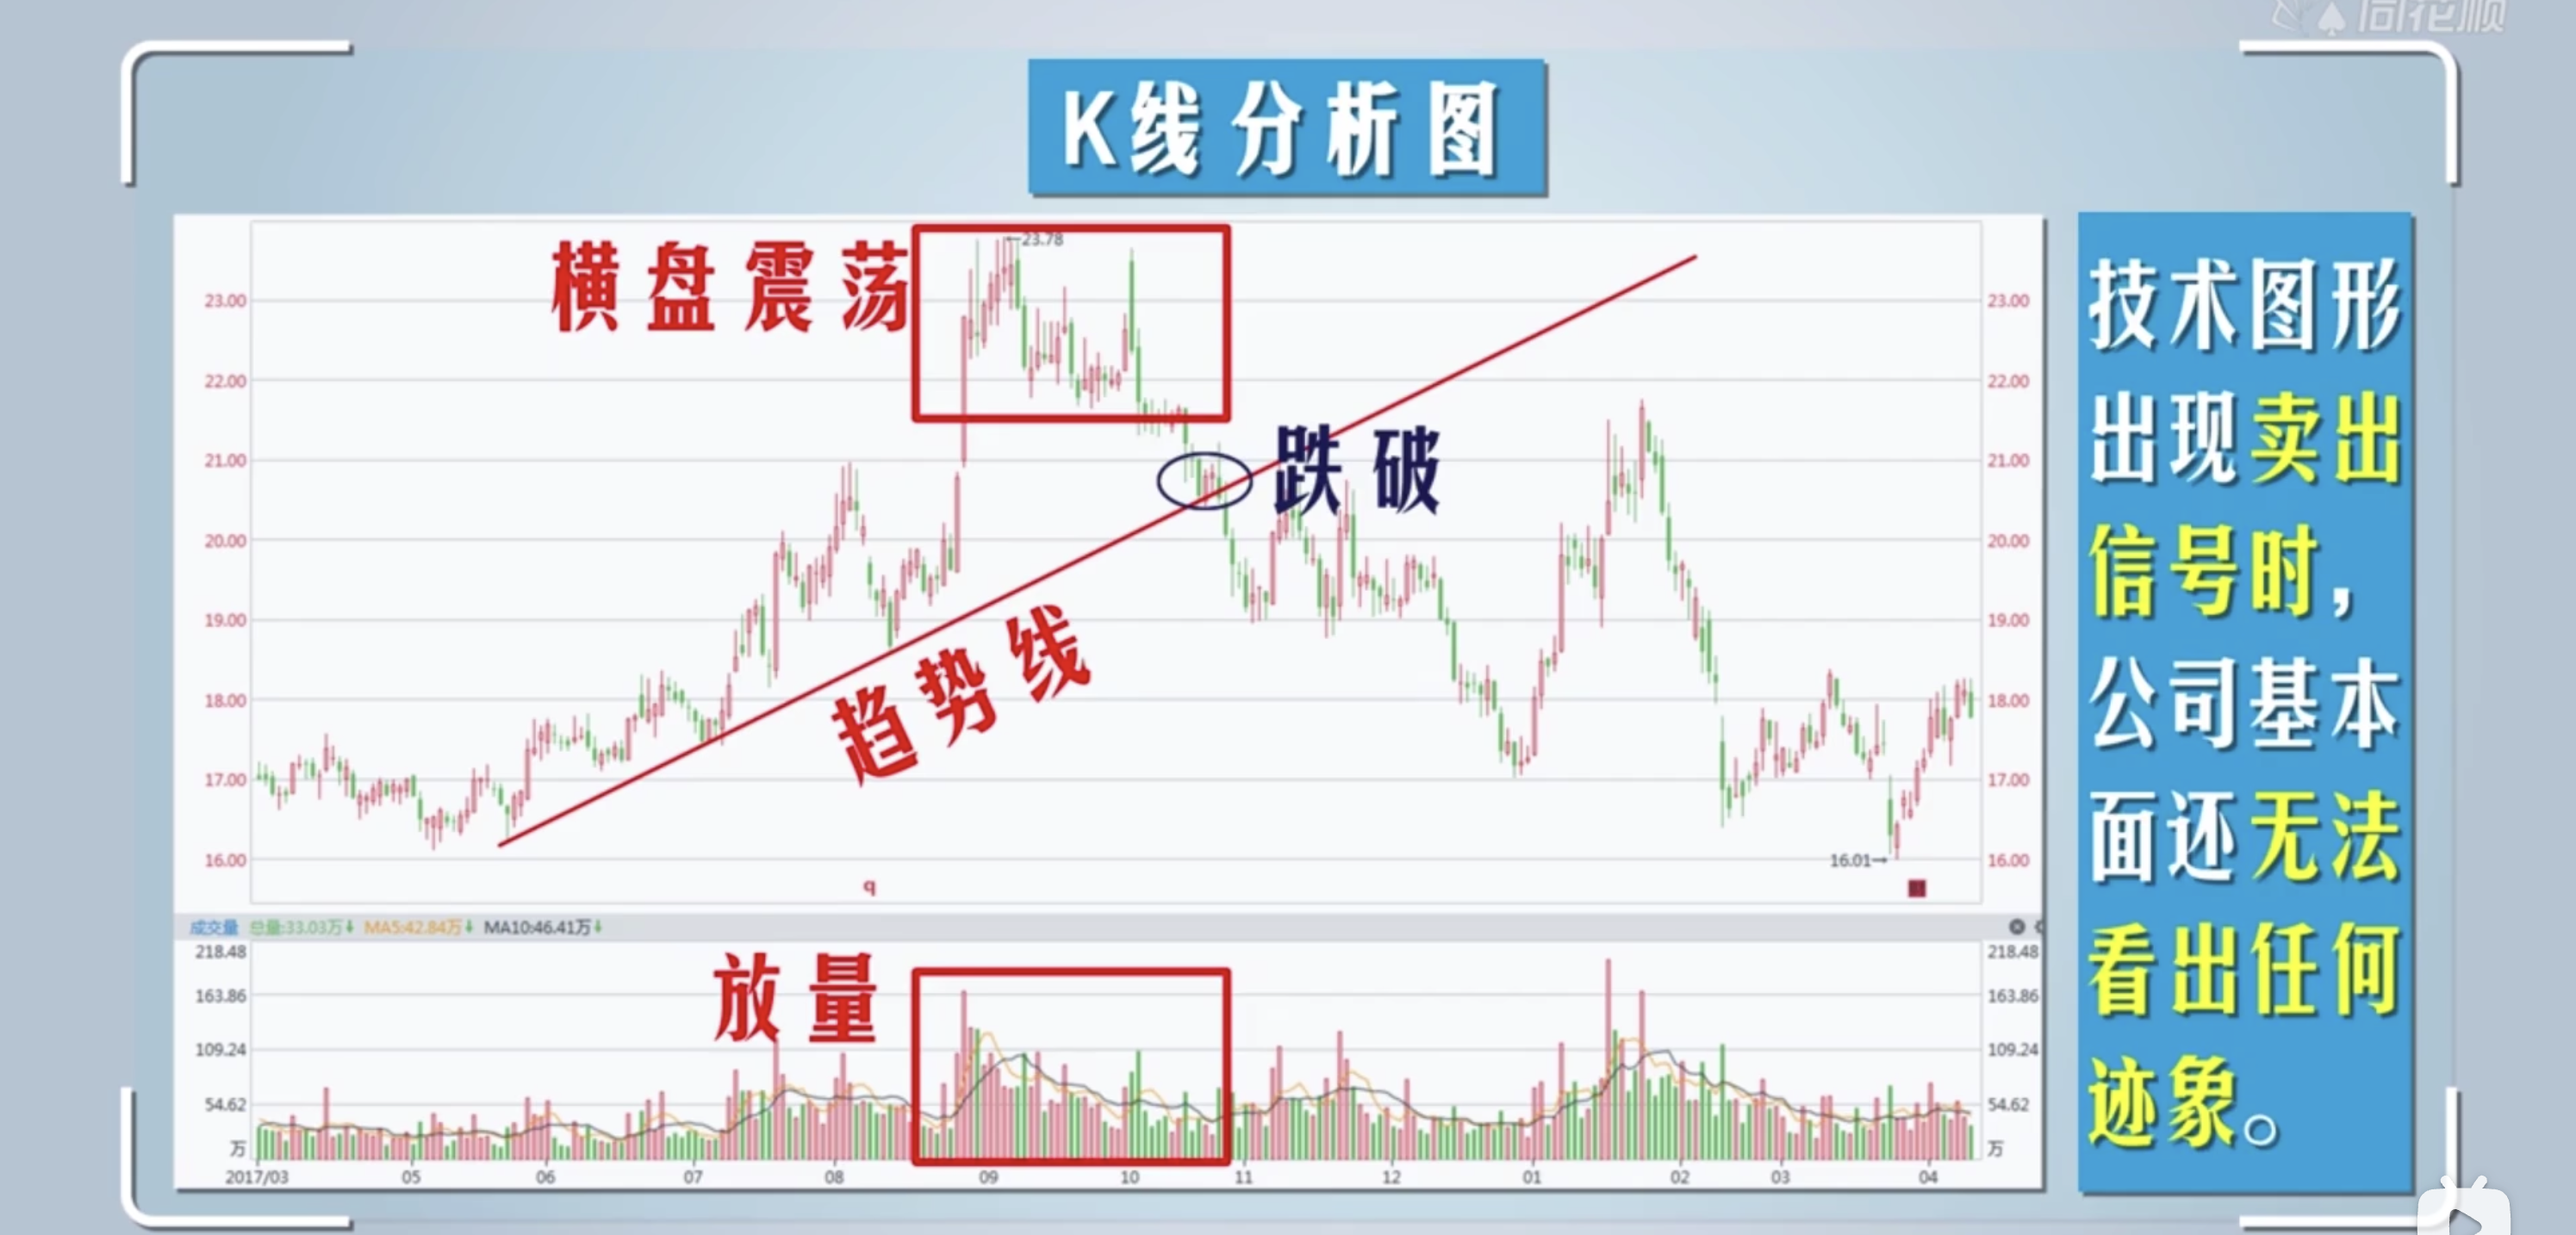 同花顺
K线分析图
横盘震荡
←23.78
23.00
23.00
22.00
22.00
21.00
21.00
跌破
20.00
20.00
19.00
19.00
趋势线
18.00
18.00
17.00
17.00
16.00
16.01→
16.00
q
成交量 总量:33.03万↓ MA5:42.84万↓ MA10:46.41万↓
218.48
218.48
放量
163.86
163.86
109.24
109.24
54.62
54.62
万
万
2017/03 05 06 07 08 09 10 11 12 01 02 03 04
技术图形
出现卖出
信号时，
公司基本
面还无法
看出任何
迹象。